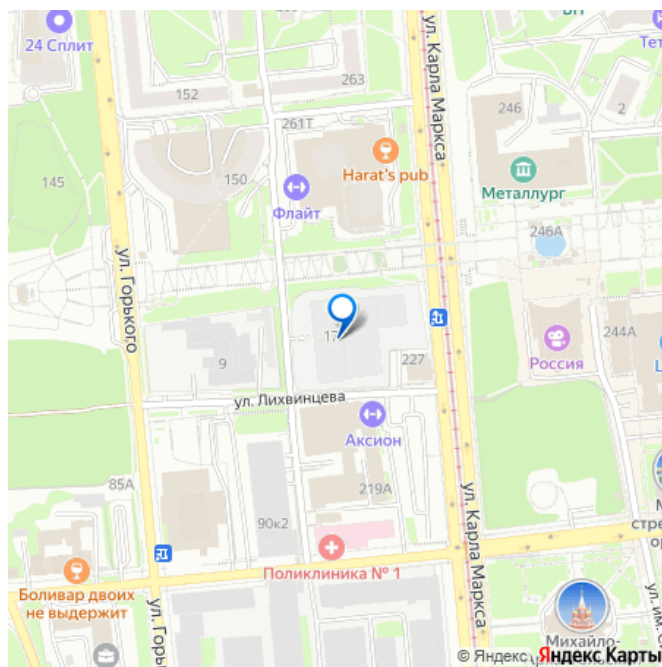 24 Сплит
152
263
261Т
ул. Карла Маркса
246
2
Harat's pub
145
150
Флайт
Металлург
246А
ул. Горького
17
9
227
Россия
244А
ул. Лихвинцева
Аксион
219А
85А
90к2
ул. Карла Маркса
Поликлиника № 1
Боливар двоих
не выдержит
ул. им.
Михайло-
© Яндекс Яндекс Карты